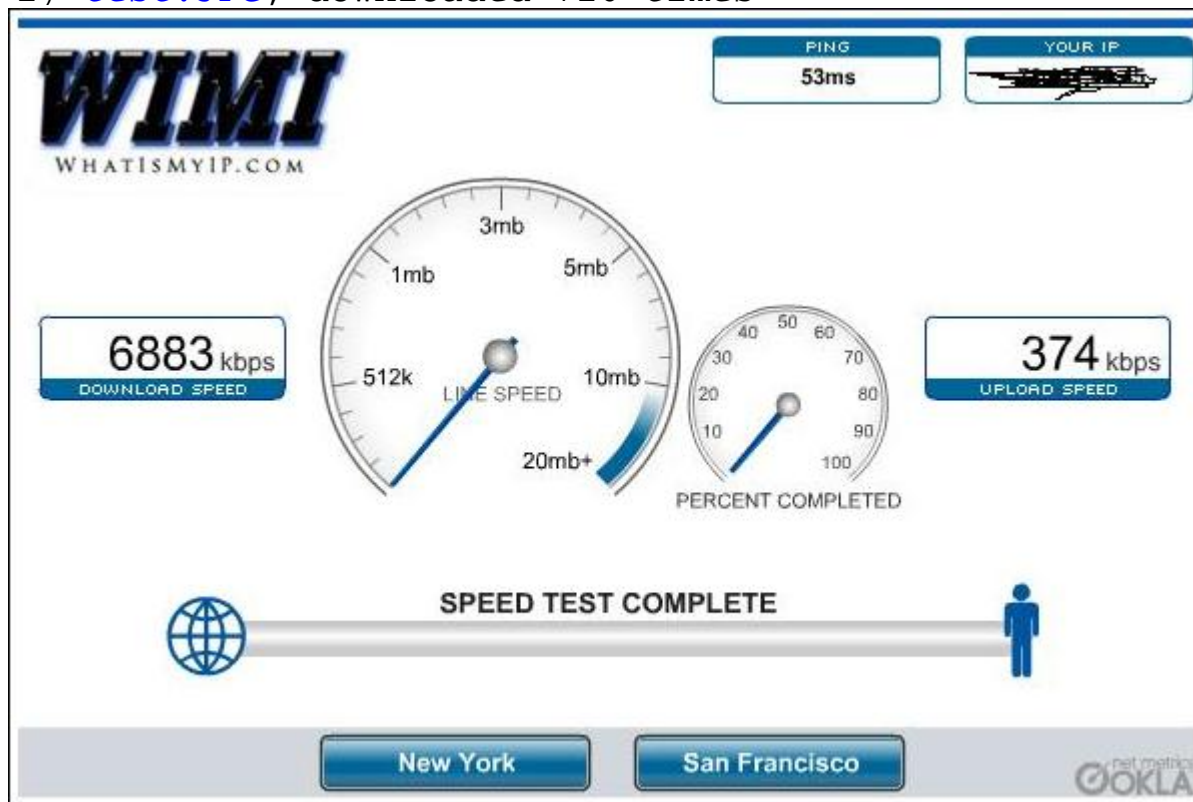 PING
53ms
YOUR IP
WIMI
WHATISMYIP.COM
3mb
1mb
5mb
512k
10mb
20mb+
LINE SPEED
6883 kbps
DOWNLOAD SPEED
50
40
60
30
70
20
80
10
90
100
PERCENT COMPLETED
374 kbps
UPLOAD SPEED
SPEED TEST COMPLETE
New York
San Francisco
net metrics
OOKLA